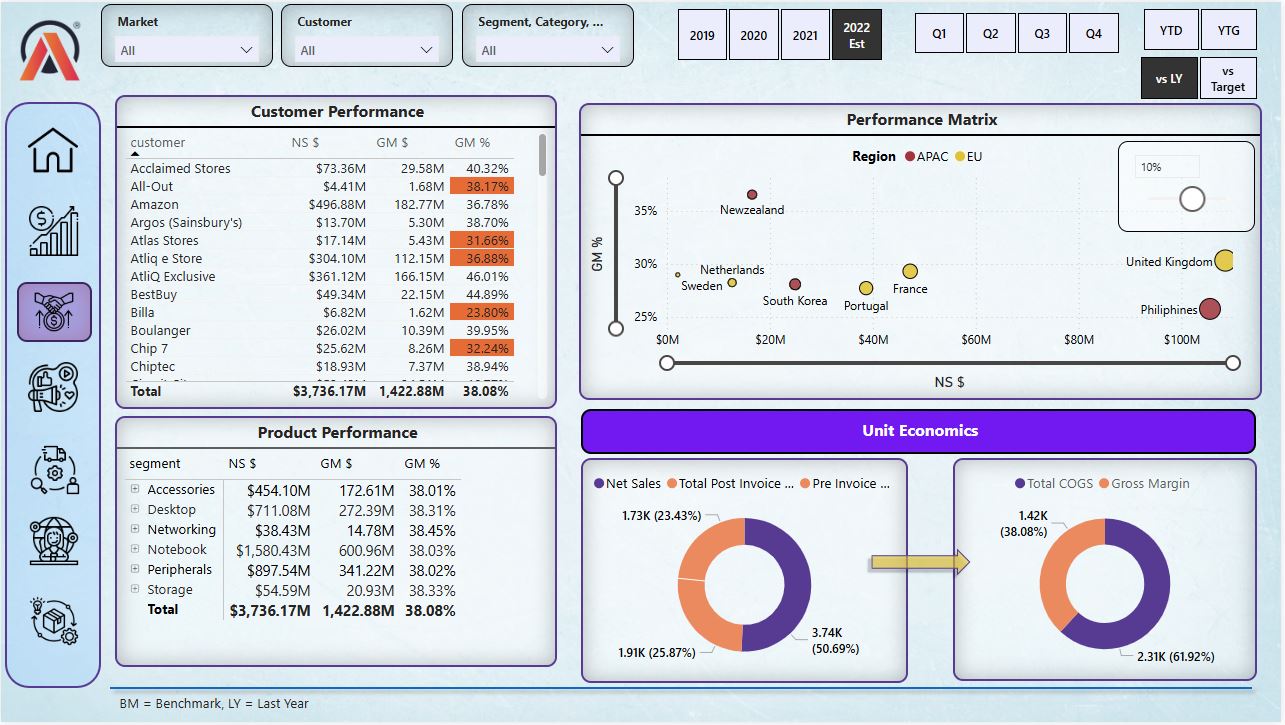 Market
All
Customer
All
Segment, Category, ...
All
2019
2020
2021
2022
Est
Q1
Q2
Q3
Q4
YTD
YTG
vs LY
vs
Target
Customer Performance
customer NS $ GM $ GM %
Acclaimed Stores $73.36M 29.58M 40.32%
All-Out $4.41M 1.68M 38.17%
Amazon $496.88M 182.77M 36.78%
Argos (Sainsbury's) $13.70M 5.30M 38.70%
Atlas Stores $17.14M 5.43M 31.66%
Atliq e Store $304.10M 112.15M 36.88%
AtliQ Exclusive $361.12M 166.15M 46.01%
BestBuy $49.34M 22.15M 44.89%
Billa $6.82M 1.62M 23.80%
Boulanger $26.02M 10.39M 39.95%
Chip 7 $25.62M 8.26M 32.24%
Chiptec $18.93M 7.37M 38.94%
Total $3,736.17M 1,422.88M 38.08%
Performance Matrix
Region APAC EU
10%
GM %
35%
30%
25%
Newzealand
Netherlands
Sweden
South Korea
Portugal
France
United Kingdom
Philiphines
$0M $20M $40M $60M $80M $100M
NS $
Product Performance
segment NS $ GM $ GM %
Accessories $454.10M 172.61M 38.01%
Desktop $711.08M 272.39M 38.31%
Networking $38.43M 14.78M 38.45%
Notebook $1,580.43M 600.96M 38.03%
Peripherals $897.54M 341.22M 38.02%
Storage $54.59M 20.93M 38.33%
Total $3,736.17M 1,422.88M 38.08%
Unit Economics
Net Sales Total Post Invoice ... Pre Invoice ...
1.73K (23.43%)
3.74K
(50.69%)
1.91K (25.87%)
Total COGS Gross Margin
1.42K
(38.08%)
2.31K (61.92%)
BM = Benchmark, LY = Last Year